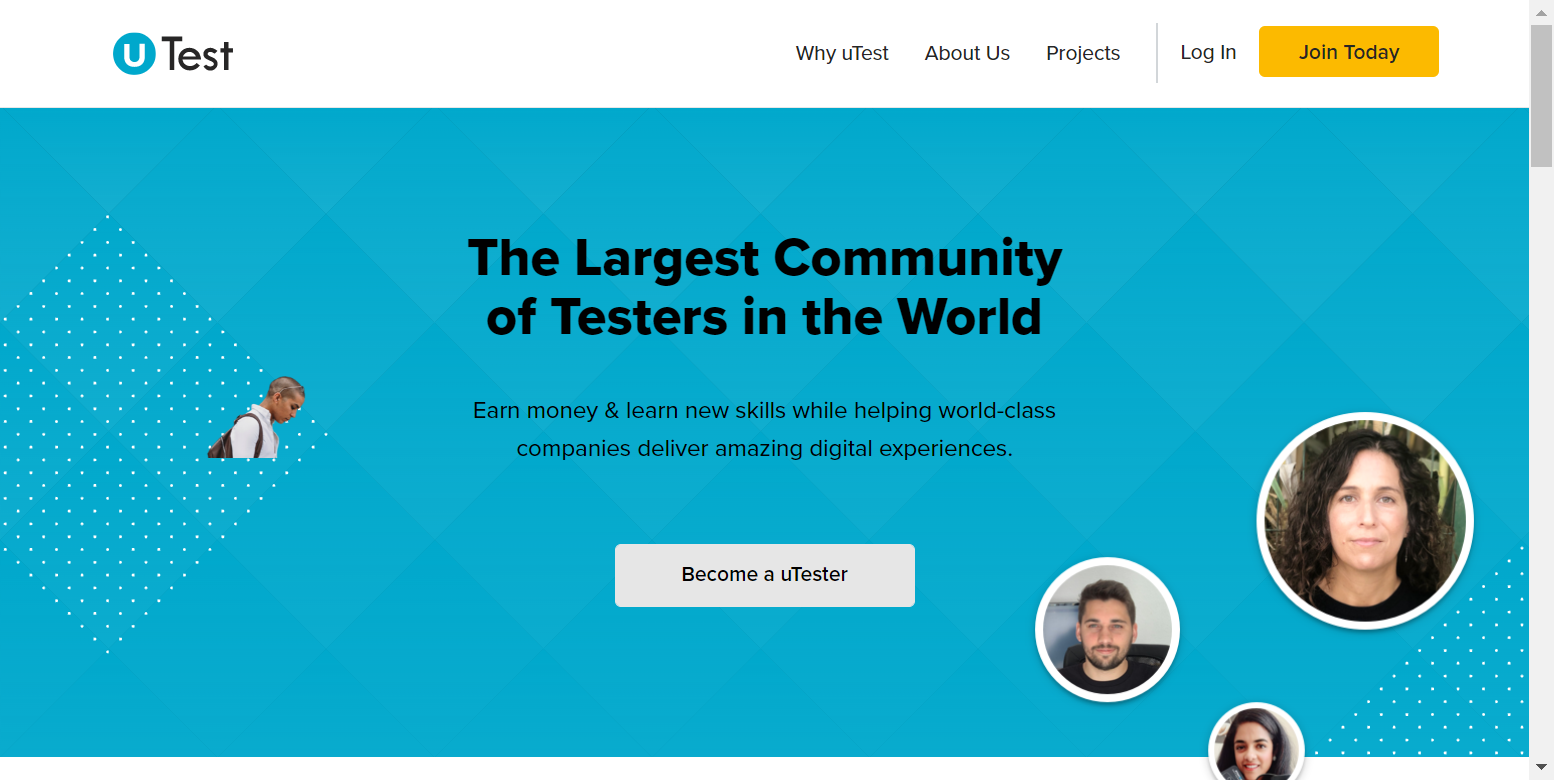 uTest
Why uTest
About Us
Projects
Log In
Join Today
The Largest Community
of Testers in the World
Earn money & learn new skills while helping world-class
companies deliver amazing digital experiences.
Become a uTester